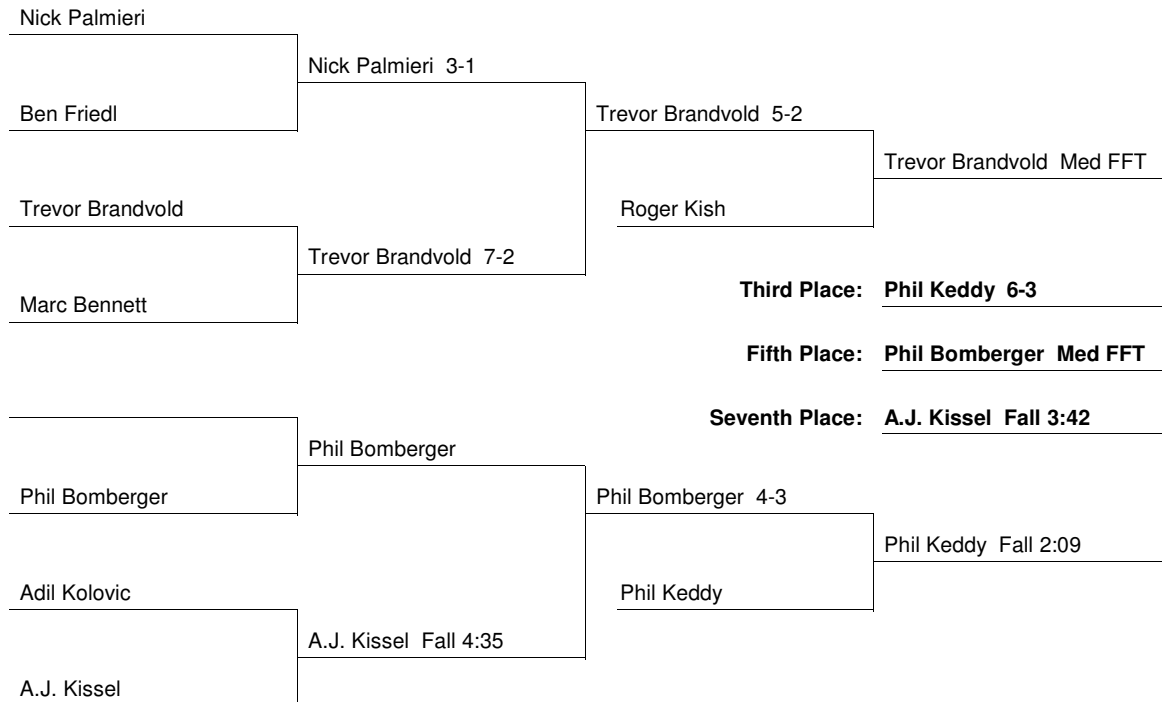 Nick Palmieri
Nick Palmieri 3-1
Ben Friedl
Trevor Brandvold 5-2
Trevor Brandvold Med FFT
Trevor Brandvold
Roger Kish
Trevor Brandvold 7-2
Third Place: Phil Keddy 6-3
Marc Bennett
Fifth Place: Phil Bomberger Med FFT
Seventh Place: A.J. Kissel Fall 3:42
Phil Bomberger
Phil Bomberger
Phil Bomberger 4-3
Phil Keddy Fall 2:09
Adil Kolovic
Phil Keddy
A.J. Kissel Fall 4:35
A.J. Kissel